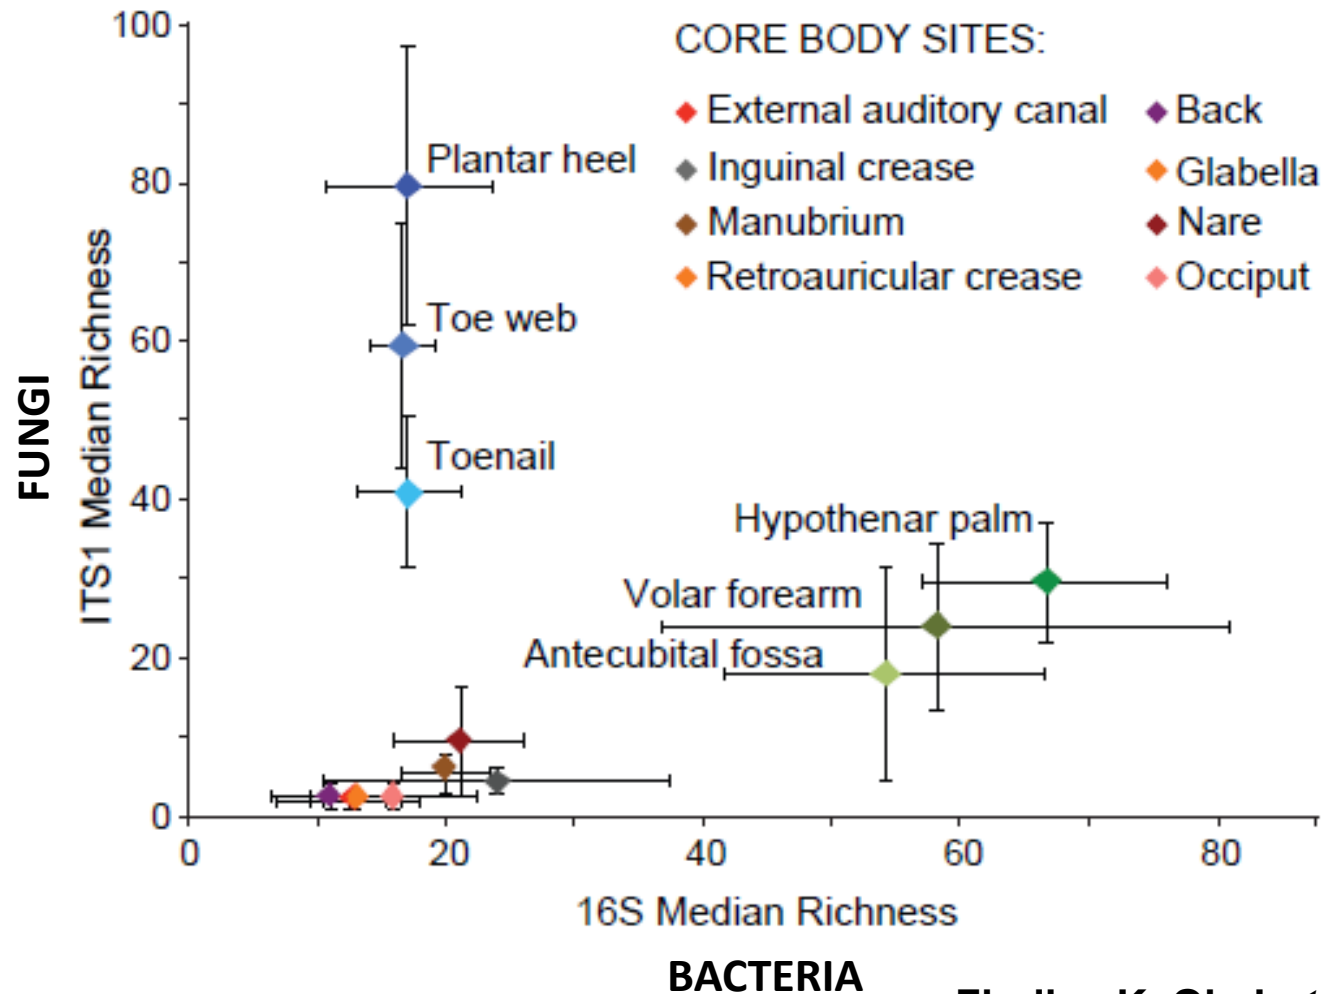 100
80
60
40
20
0
FUNGI
ITS1 Median Richness
CORE BODY SITES:
External auditory canal
Back
Inguinal crease
Glabella
Manubrium
Nare
Retroauricular crease
Occiput
Plantar heel
Toe web
Toenail
Hypothenar palm
Volar forearm
Antecubital fossa
0 20 40 60 80
16S Median Richness
BACTERIA